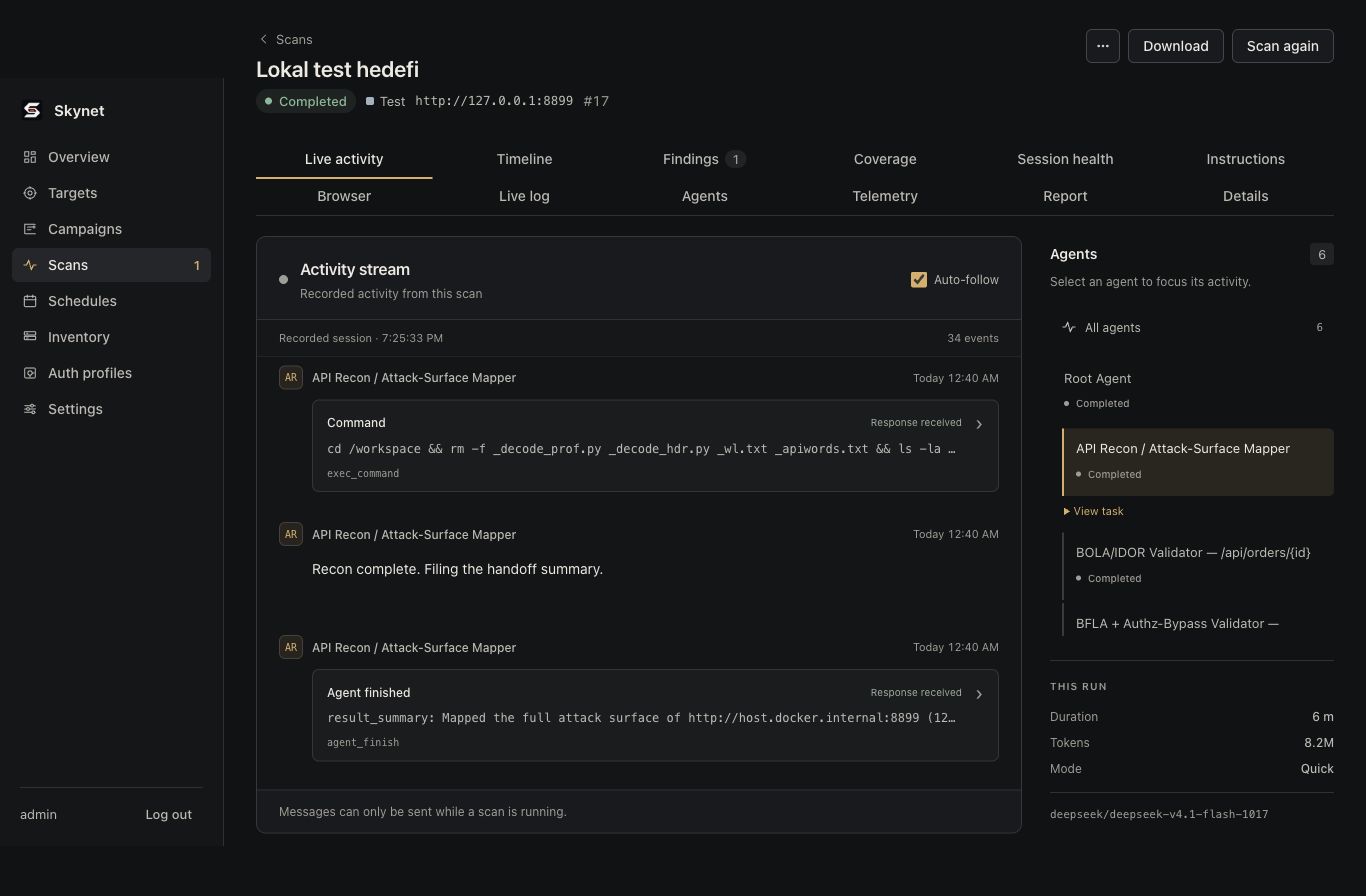 Skynet
Overview
Targets
Campaigns
Scans 1
Schedules
Inventory
Auth profiles
Settings
admin Log out
Scans
Lokal test hedefi
Completed Test http://127.0.0.1:8899 #17
... Download Scan again
Live activity Timeline Findings 1 Coverage Session health Instructions
Browser Live log Agents Telemetry Report Details
Activity stream
Recorded activity from this scan
Auto-follow
Recorded session · 7:25:33 PM 34 events
AR API Recon / Attack-Surface Mapper Today 12:40 AM
Command Response received
cd /workspace && rm -f _decode_prof.py _decode_hdr.py _wl.txt _apiwords.txt && ls -la …
exec_command
AR API Recon / Attack-Surface Mapper Today 12:40 AM
Recon complete. Filing the handoff summary.
AR API Recon / Attack-Surface Mapper Today 12:40 AM
Agent finished Response received
result_summary: Mapped the full attack surface of http://host.docker.internal:8899 (12…
agent_finish
Messages can only be sent while a scan is running.
Agents 6
Select an agent to focus its activity.
All agents 6
Root Agent
Completed
API Recon / Attack-Surface Mapper
Completed
View task
BOLA/IDOR Validator — /api/orders/{id}
Completed
BFLA + Authz-Bypass Validator —
THIS RUN
Duration 6 m
Tokens 8.2M
Mode Quick
deepseek/deepseek-v4.1-flash-1017